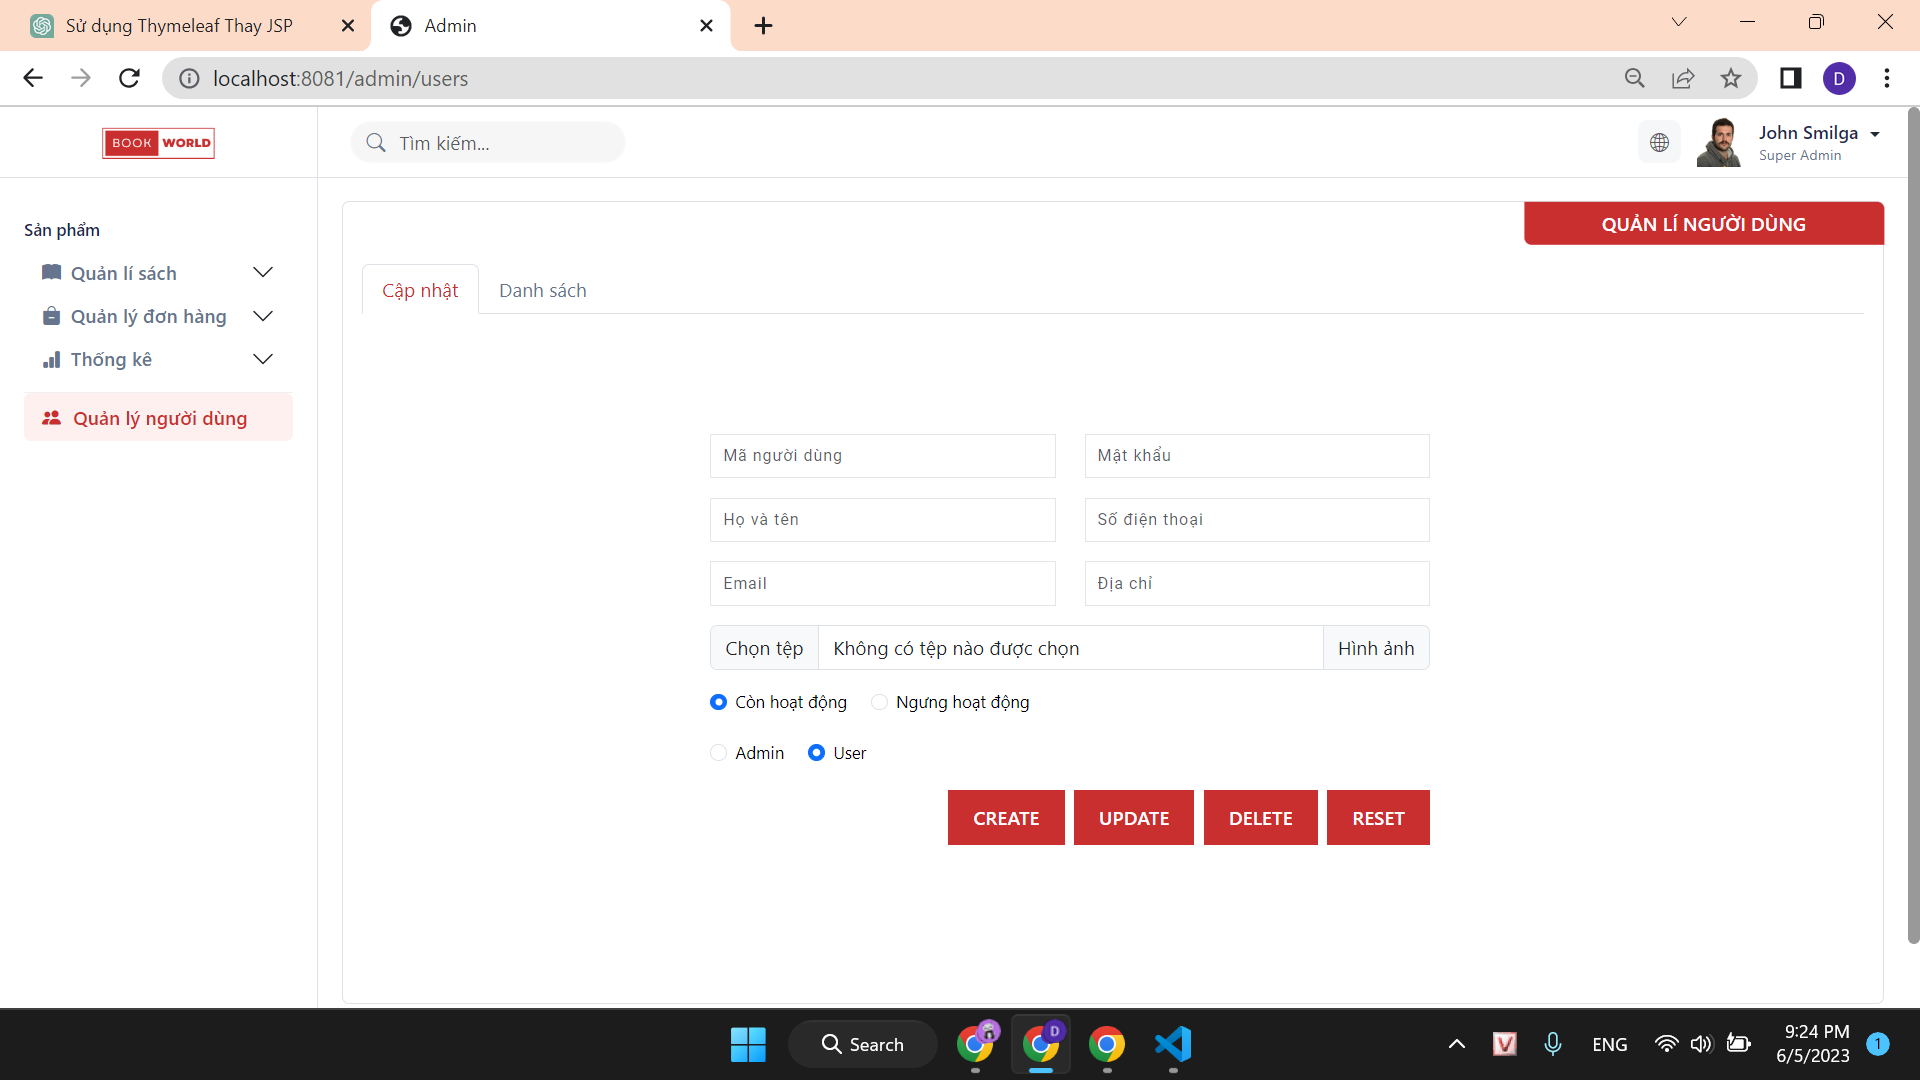 Sử dụng Thymeleaf Thay JSP
Admin
localhost:8081/admin/users
D
BOOK WORLD
Tìm kiếm...
John Smilga
Super Admin
Sản phẩm
Quản lí sách
Quản lý đơn hàng
Thống kê
Quản lý người dùng
QUẢN LÍ NGƯỜI DÙNG
Cập nhật
Danh sách
Mã người dùng
Mật khẩu
Họ và tên
Số điện thoại
Email
Địa chỉ
Chọn tệp
Không có tệp nào được chọn
Hình ảnh
Còn hoạt động
Ngưng hoạt động
Admin
User
CREATE
UPDATE
DELETE
RESET
Search
D
V
ENG
9:24 PM
6/5/2023
1